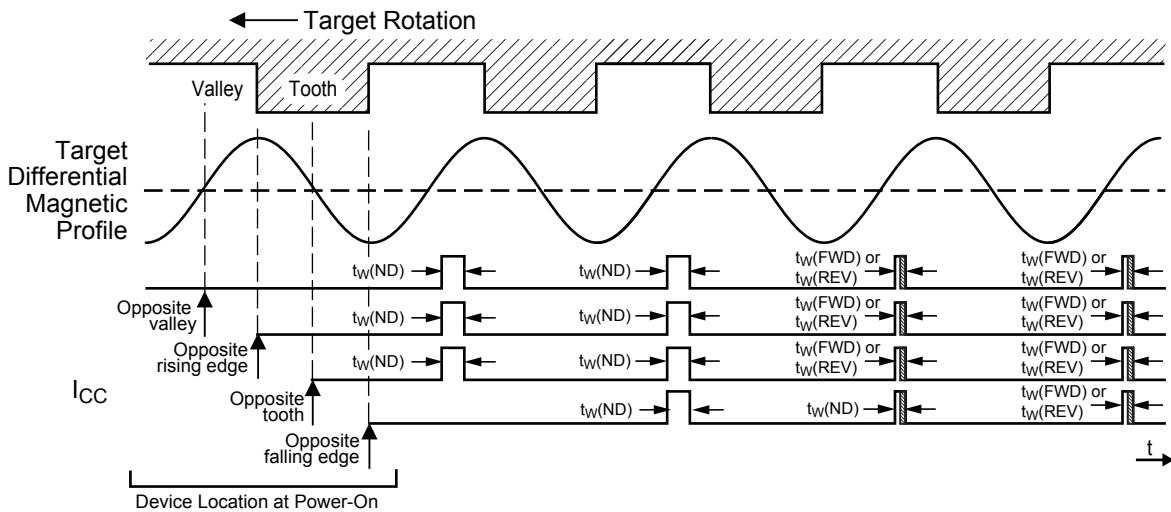 Target Rotation
Valley
Tooth
Target
Differential
Magnetic
Profile
tW(ND)
tW(ND)
tW(FWD) or
tW(REV)
tW(FWD) or
tW(REV)
Opposite
valley
tW(ND)
tW(ND)
tW(FWD) or
tW(REV)
tW(FWD) or
tW(REV)
Opposite
rising edge
tW(ND)
tW(ND)
tW(FWD) or
tW(REV)
tW(FWD) or
tW(REV)
ICC
Opposite
tooth
tW(ND)
tW(ND)
tW(FWD) or
tW(REV)
Opposite
falling edge
t
Device Location at Power-On